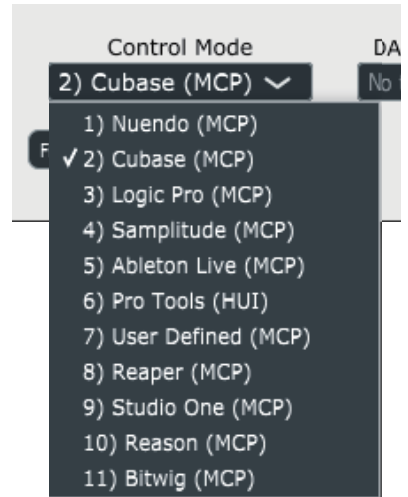 Control Mode
DA
2) Cubase (MCP)
No
F
1) Nuendo (MCP)
✓ 2) Cubase (MCP)
3) Logic Pro (MCP)
4) Samplitude (MCP)
5) Ableton Live (MCP)
6) Pro Tools (HUI)
7) User Defined (MCP)
8) Reaper (MCP)
9) Studio One (MCP)
10) Reason (MCP)
11) Bitwig (MCP)